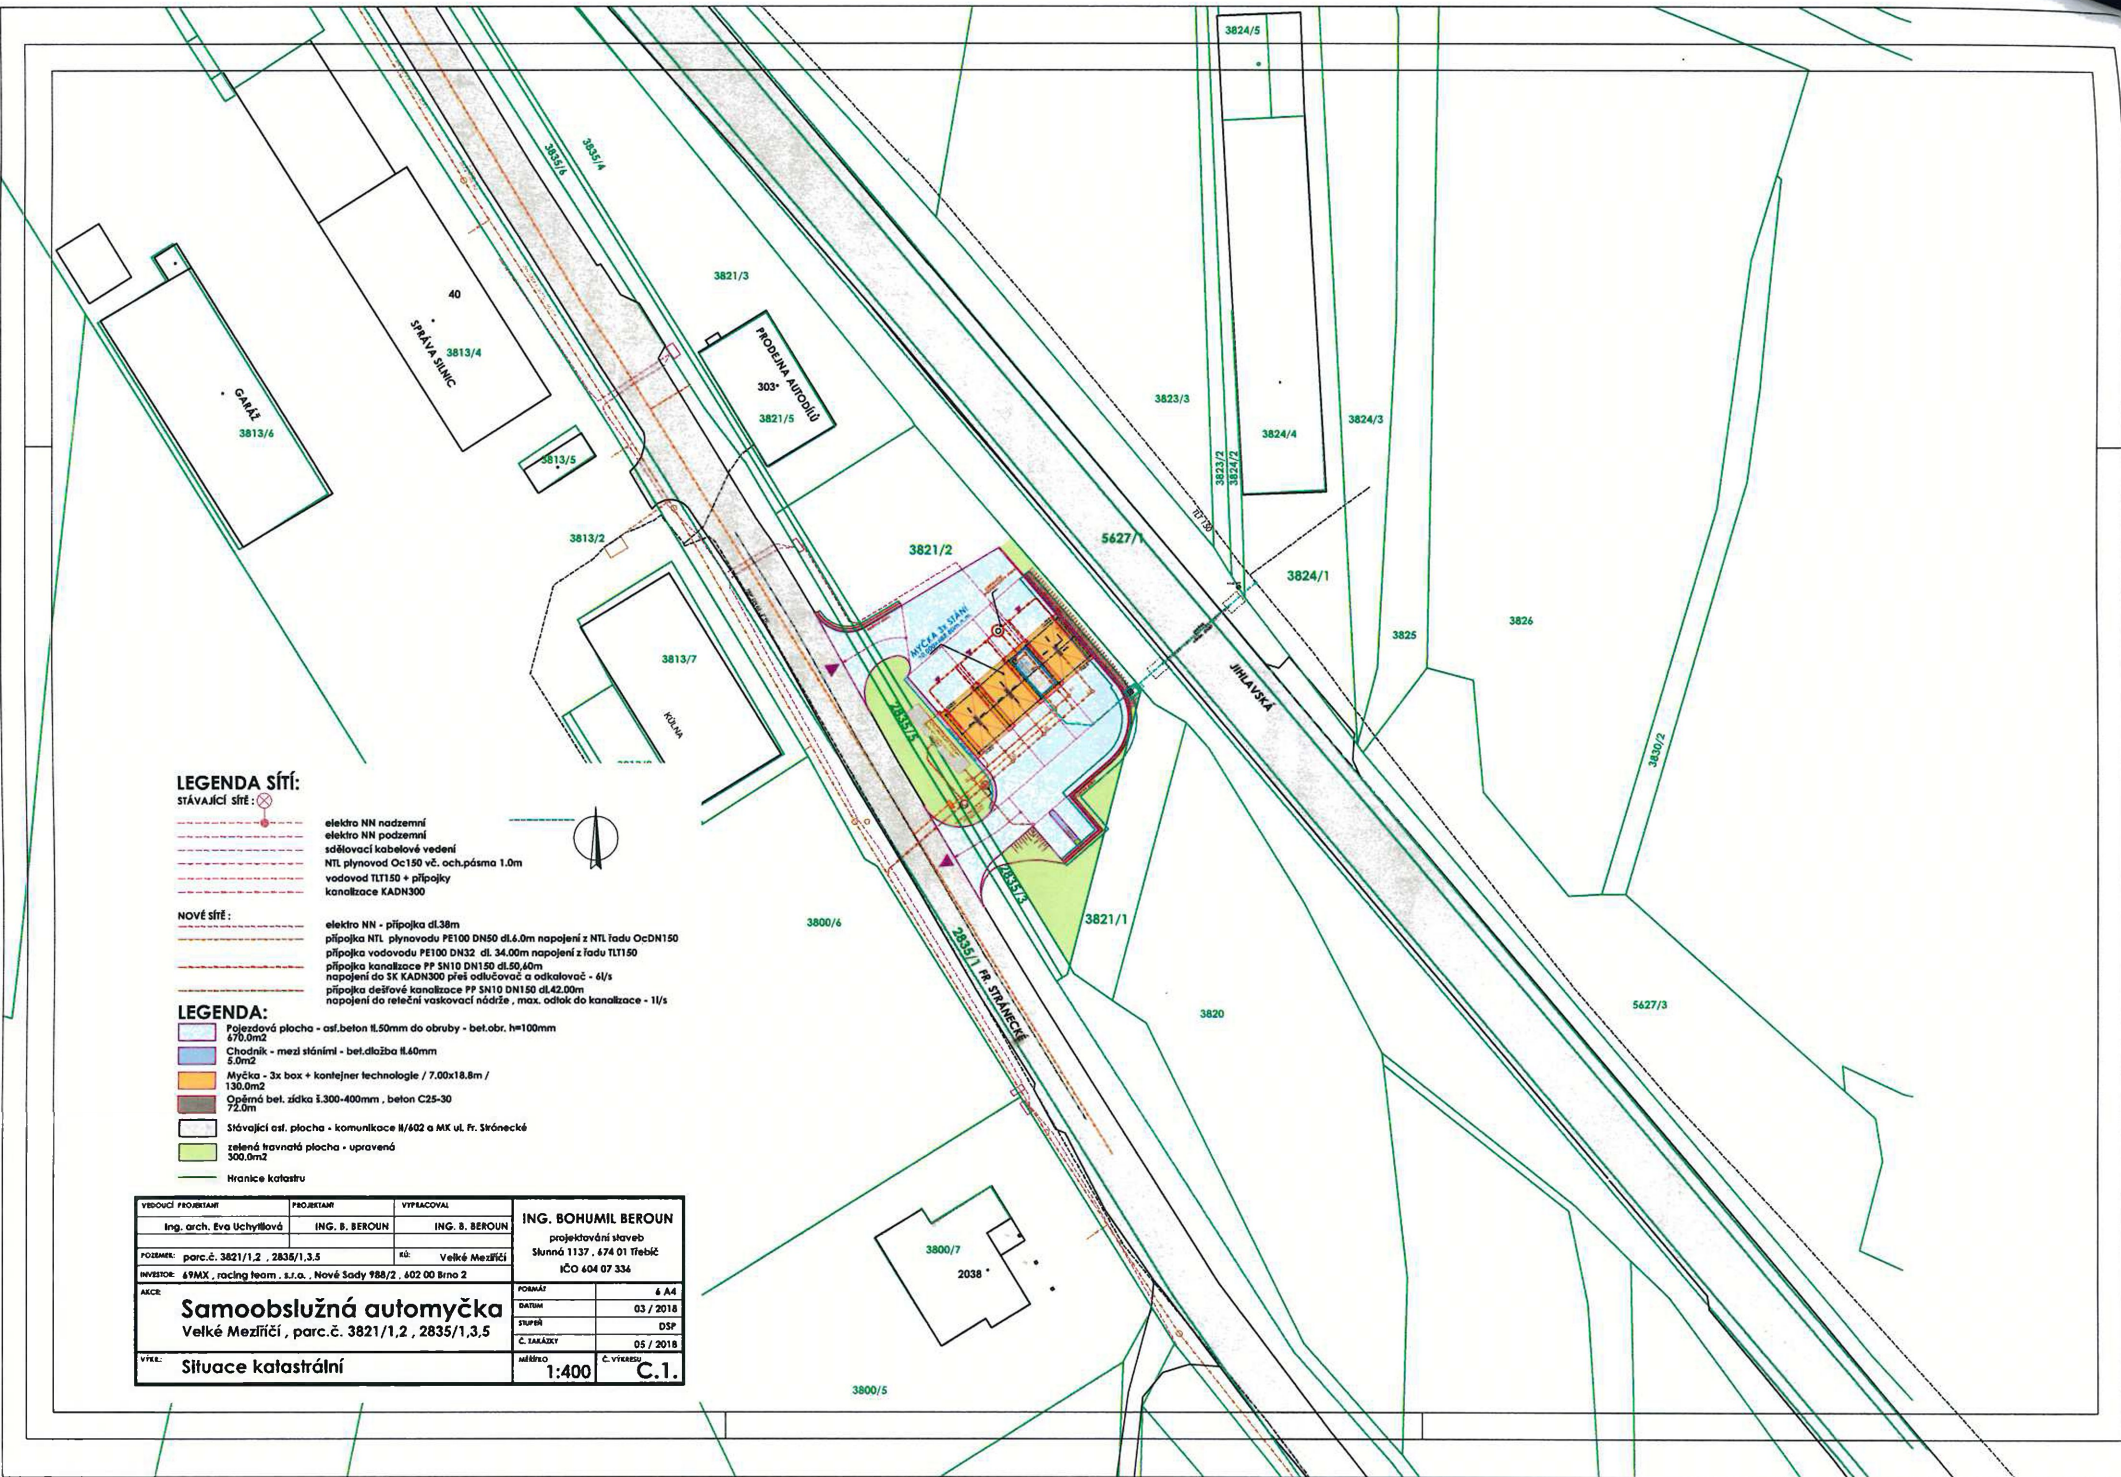 3824/5
3835/6
3835/4
3821/3
40
SPRÁVA SILNIC
3813/4
GARÁŽ
3813/6
PRODEJNA AUTODÍLŮ
303
3821/5
3813/5
3823/3
3824/4
3824/3
3823/2
3824/2
TLT 150
3813/2
3821/2
5627/1
3824/1
3825
3826
MYČKA 3x STÁNÍ
3813/7
KŮLNA
2835/5
JIHLAVSKÁ
3830/2
2835/3
3821/1
3800/6
2835/1
FR. STRÁNECKÉ
3820
5627/3
3800/7
2038
3800/5
LEGENDA SÍTÍ:
STÁVAJÍCÍ SÍTĚ :
elektro NN nadzemní
elektro NN podzemní
sdělovací kabelové vedení
NTL plynovod Oc150 vč. och.pásma 1.0m
vodovod TLT150 + přípojky
kanalizace KADN300
NOVÉ SÍTĚ :
elektro NN - přípojka dl.38m
přípojka NTL plynovodu PE100 DN50 dl.6.0m napojení z NTL řadu OcDN150
přípojka vodovodu PE100 DN32 dl. 34.00m napojení z řadu TLT150
přípojka kanalizace PP SN10 DN150 dl.50,60m
napojení do SK KADN300 přeš odlučovač a odkalovač - 6l/s
přípojka dešťové kanalizace PP SN10 DN150 dl.42.00m
napojení do reteční vaskovací nádrže , max. odtok do kanalizace - 1l/s
LEGENDA:
Pojezdová plocha - asf.beton tl.50mm do obruby - bet.obr. h=100mm
670.0m2
Chodník - mezi stáními - bet.dlažba tl.60mm
5.0m2
Myčka - 3x box + kontejner technologie / 7.00x18.8m /
130.0m2
Opěrná bet. zídka š.300-400mm , beton C25-30
72.0m
Stávající asf. plocha - komunikace II/602 a MK ul. Fr. Stránecké
zelená travnatá plocha - upravená
300.0m2
Hranice katastru
VEDOUCÍ PROJEKTANT PROJEKTANT VYPRACOVAL
Ing. arch. Eva Uchytilová ING. B. BEROUN ING. B. BEROUN
POZEMEK: parc.č. 3821/1,2 , 2835/1,3.5 KÚ: Velké Meziříčí
INVESTOR: 69MX , racing team . s.r.o. , Nové Sady 988/2 , 602 00 Brno 2
ING. BOHUMIL BEROUN
projektování staveb
Slunná 1137 , 674 01 Třebíč
IČO 604 07 336
AKCE:
Samoobslužná automyčka
Velké Meziříčí , parc.č. 3821/1,2 , 2835/1,3,5
FORMÁT 6 A4
DATUM 03 / 2018
STUPEŇ DSP
Č. ZAKÁZKY 05 / 2018
VÝKR.: Situace katastrální
MĚŘÍTKO 1:400
Č. VÝKRESU C.1.